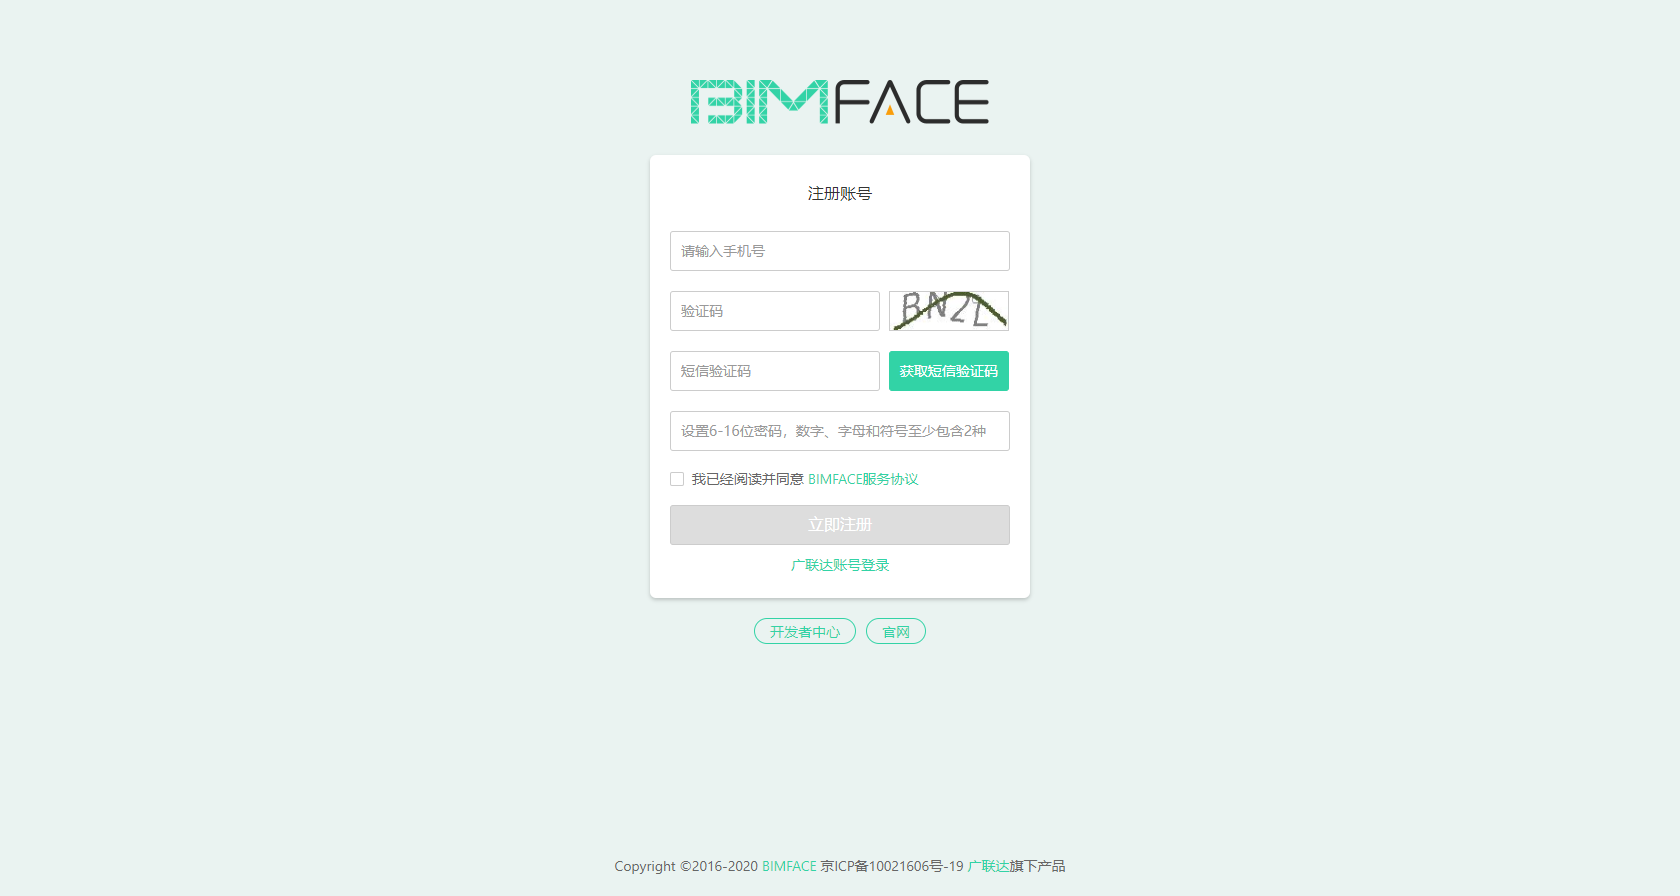 BIMFACE
注册账号
请输入手机号
验证码
BN2L
短信验证码 获取短信验证码
设置6-16位密码，数字、字母和符号至少包含2种
我已经阅读并同意 BIMFACE服务协议
立即注册
广联达账号登录
开发者中心 官网
Copyright ©2016-2020 BIMFACE 京ICP备10021606号-19 广联达旗下产品